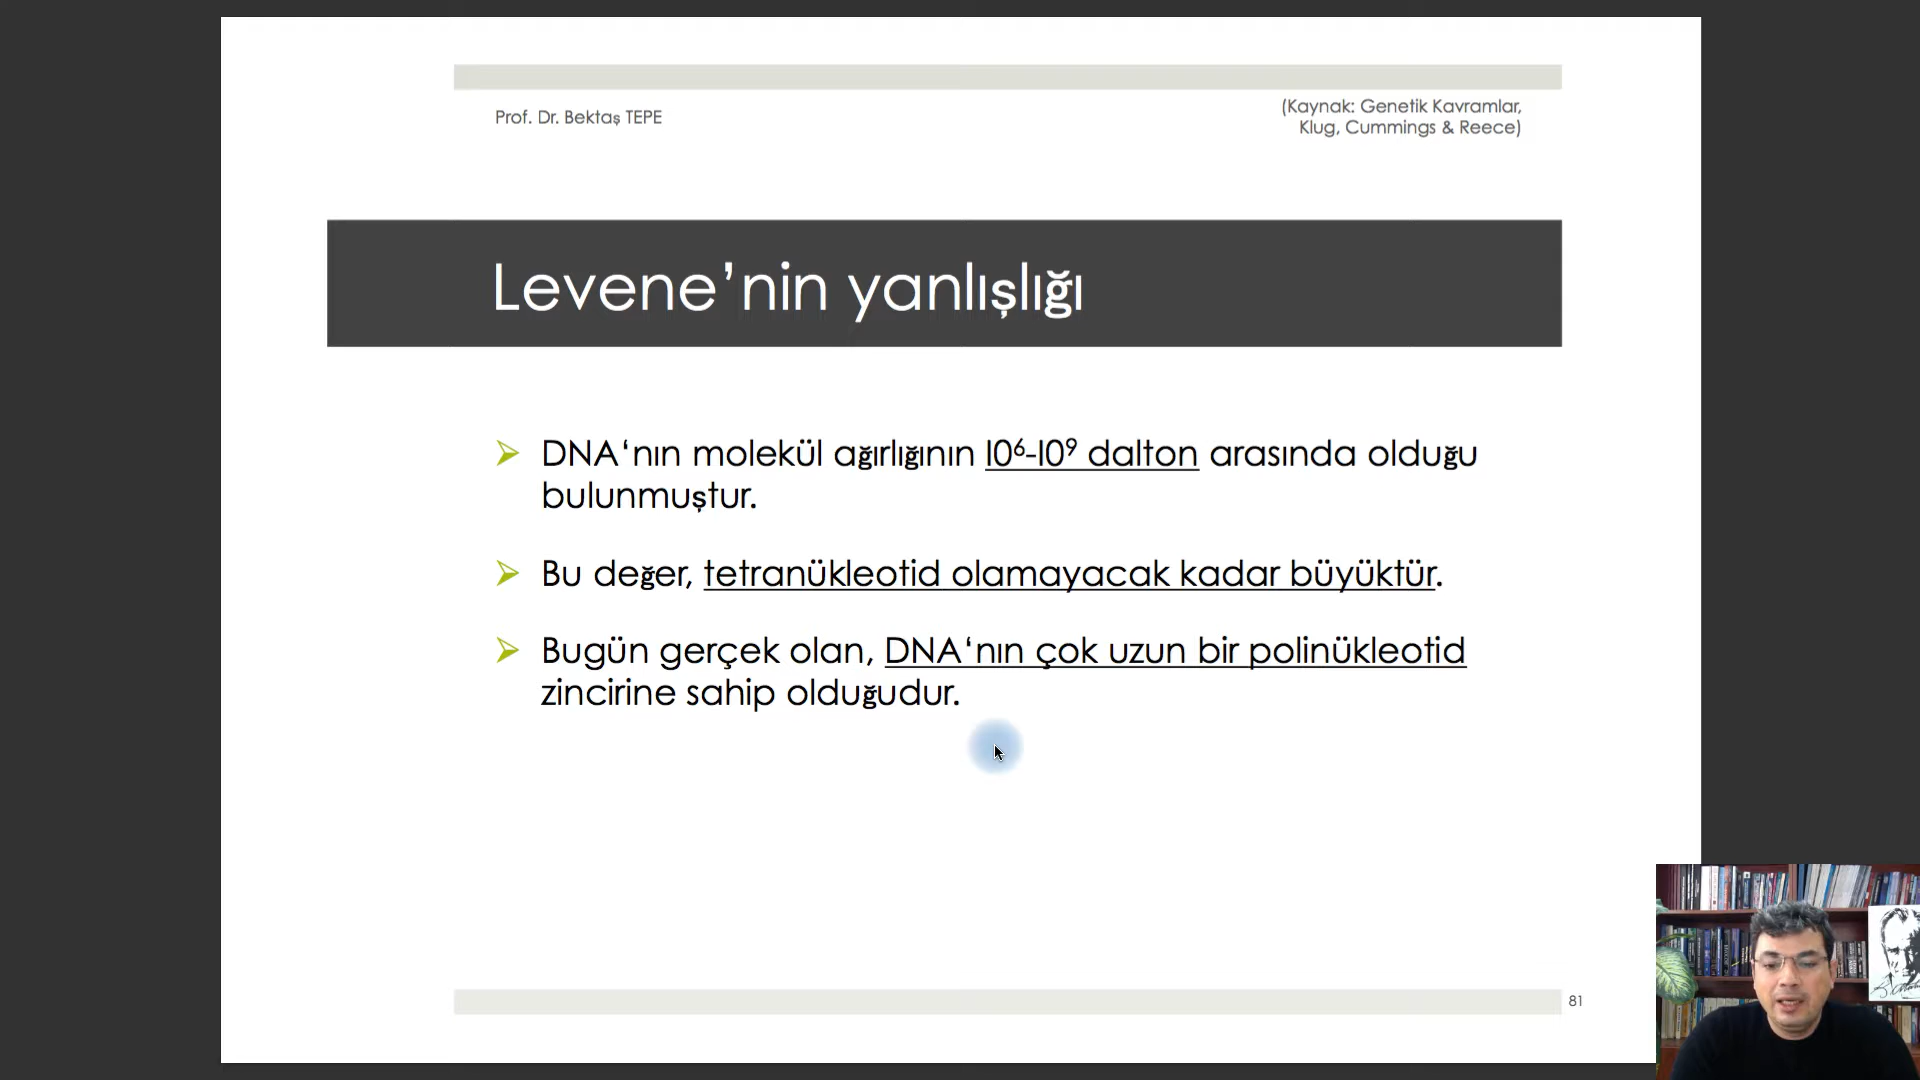 Prof. Dr. Bektaş TEPE
(Kaynak: Genetik Kavramlar,
Klug, Cummings & Reece)
Levene’nin yanlışlığı
DNA‘nın molekül ağırlığının 10⁶-10⁹ dalton arasında olduğu
bulunmuştur.
Bu değer, tetranükleotid olamayacak kadar büyüktür.
Bugün gerçek olan, DNA‘nın çok uzun bir polinükleotid
zincirine sahip olduğudur.
81